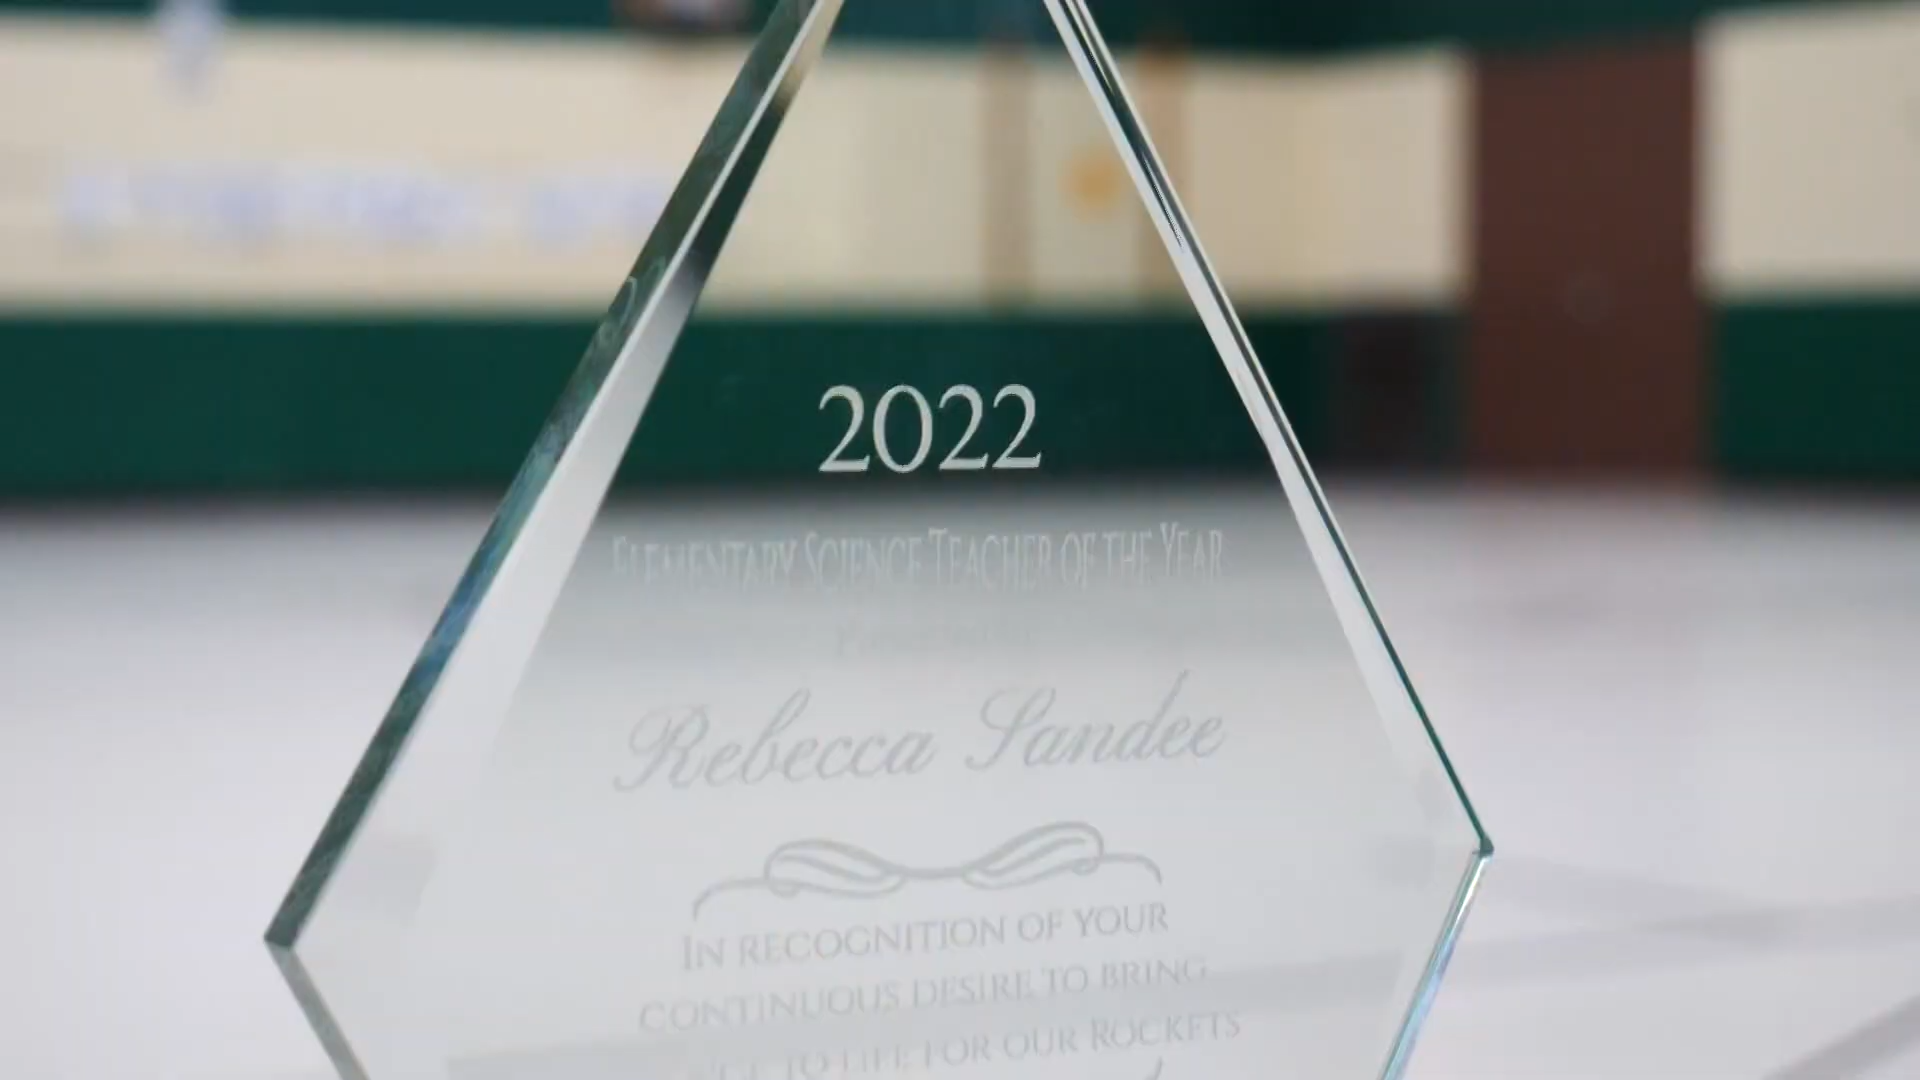 2022
ELEMENTARY SCIENCE TEACHER OF THE YEAR
Rebecca Sandee
IN RECOGNITION OF YOUR
CONTINUOUS DESIRE TO BRING
TO LIFE FOR OUR ROCKETS